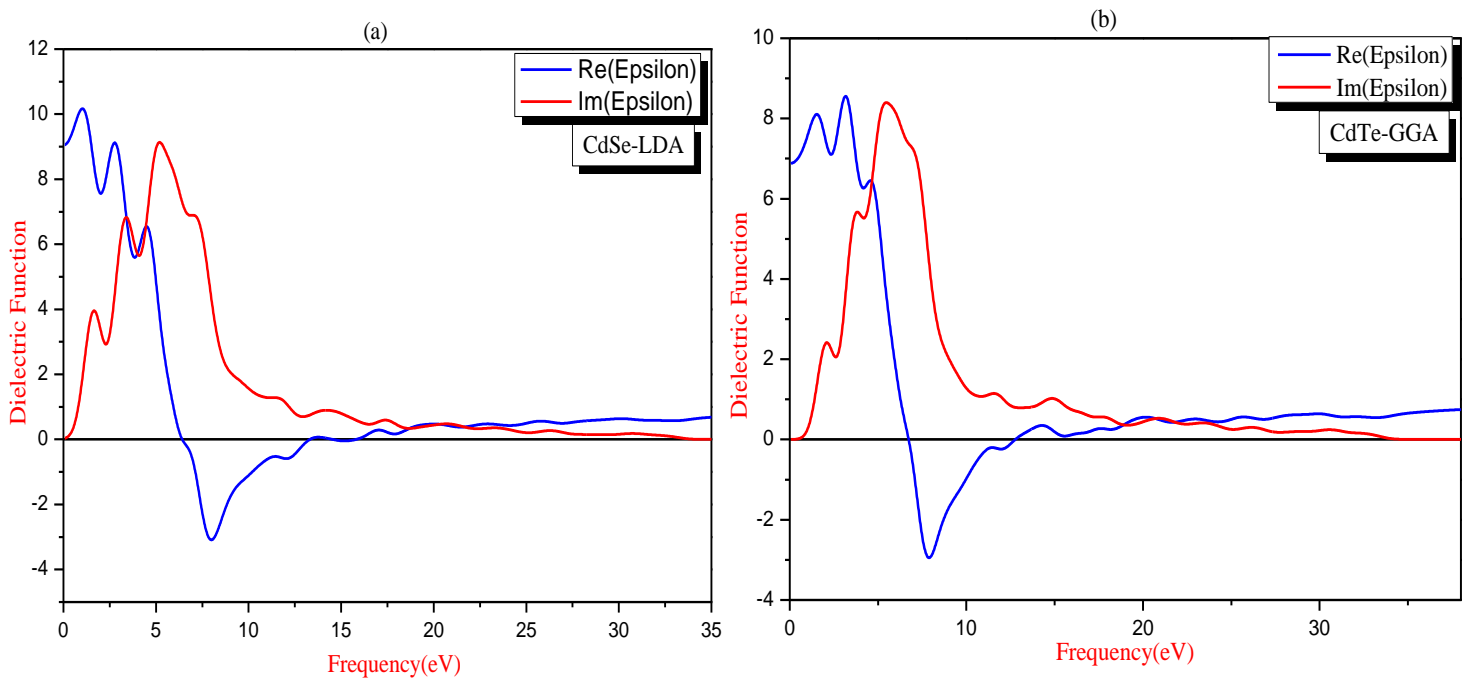 (a)
12
10
8
6
4
2
0
-2
-4
Dielectric Function
Re(Epsilon)
Im(Epsilon)
CdSe-LDA
0 5 10 15 20 25 30 35
Frequency(eV)
(b)
10
8
6
4
2
0
-2
-4
Dielectric Function
Re(Epsilon)
Im(Epsilon)
CdTe-GGA
0 10 20 30
Frequency(eV)